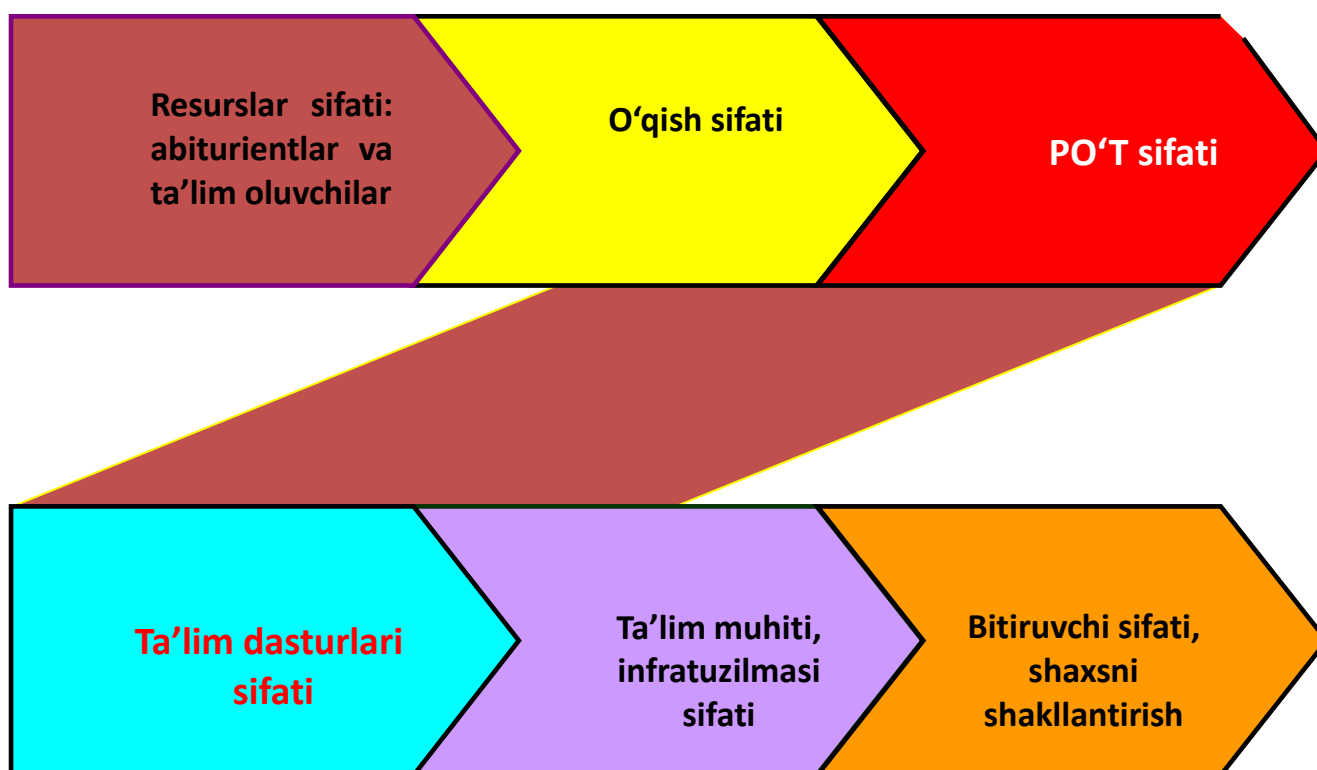 Resurslar sifati:
abiturientlar va
ta’lim oluvchilar
O‘qish sifati
PO‘T sifati
Ta’lim dasturlari
sifati
Ta’lim muhiti,
infratuzilmasi
sifati
Bitiruvchi sifati,
shaxsni
shakllantirish